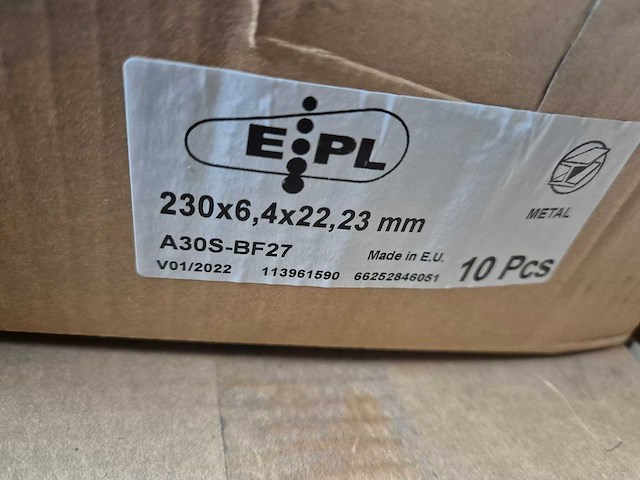 E:PL
METAL
230x6,4x22,23 mm
A30S-BF27 Made in E.U.
V01/2022 113961590 66252846051 10 Pcs